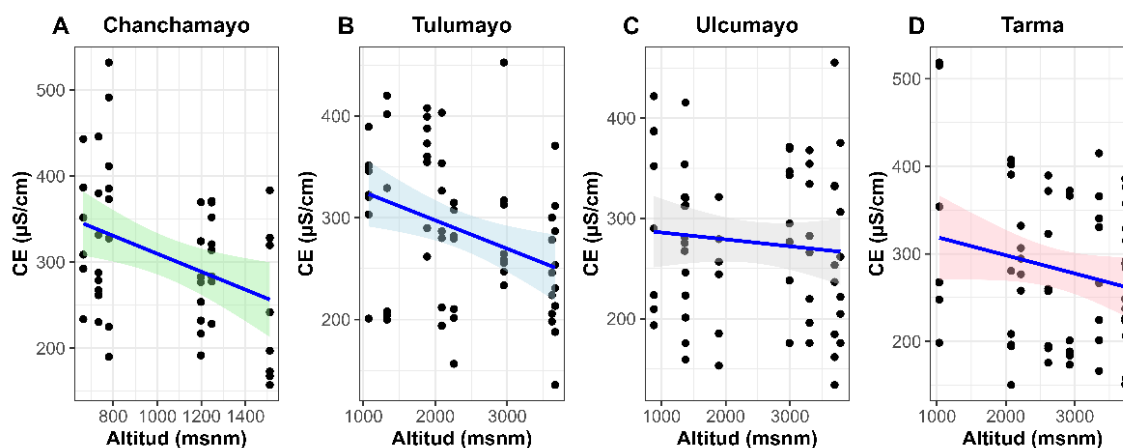 A Chanchamayo
CE (µS/cm)
500
400
300
200
800 1000 1200 1400
Altitud (msnm)
B Tulumayo
CE (µS/cm)
400
300
200
1000 2000 3000
Altitud (msnm)
C Ulcumayo
CE (µS/cm)
400
300
200
1000 2000 3000
Altitud (msnm)
D Tarma
CE (µS/cm)
500
400
300
200
1000 2000 3000
Altitud (msnm)